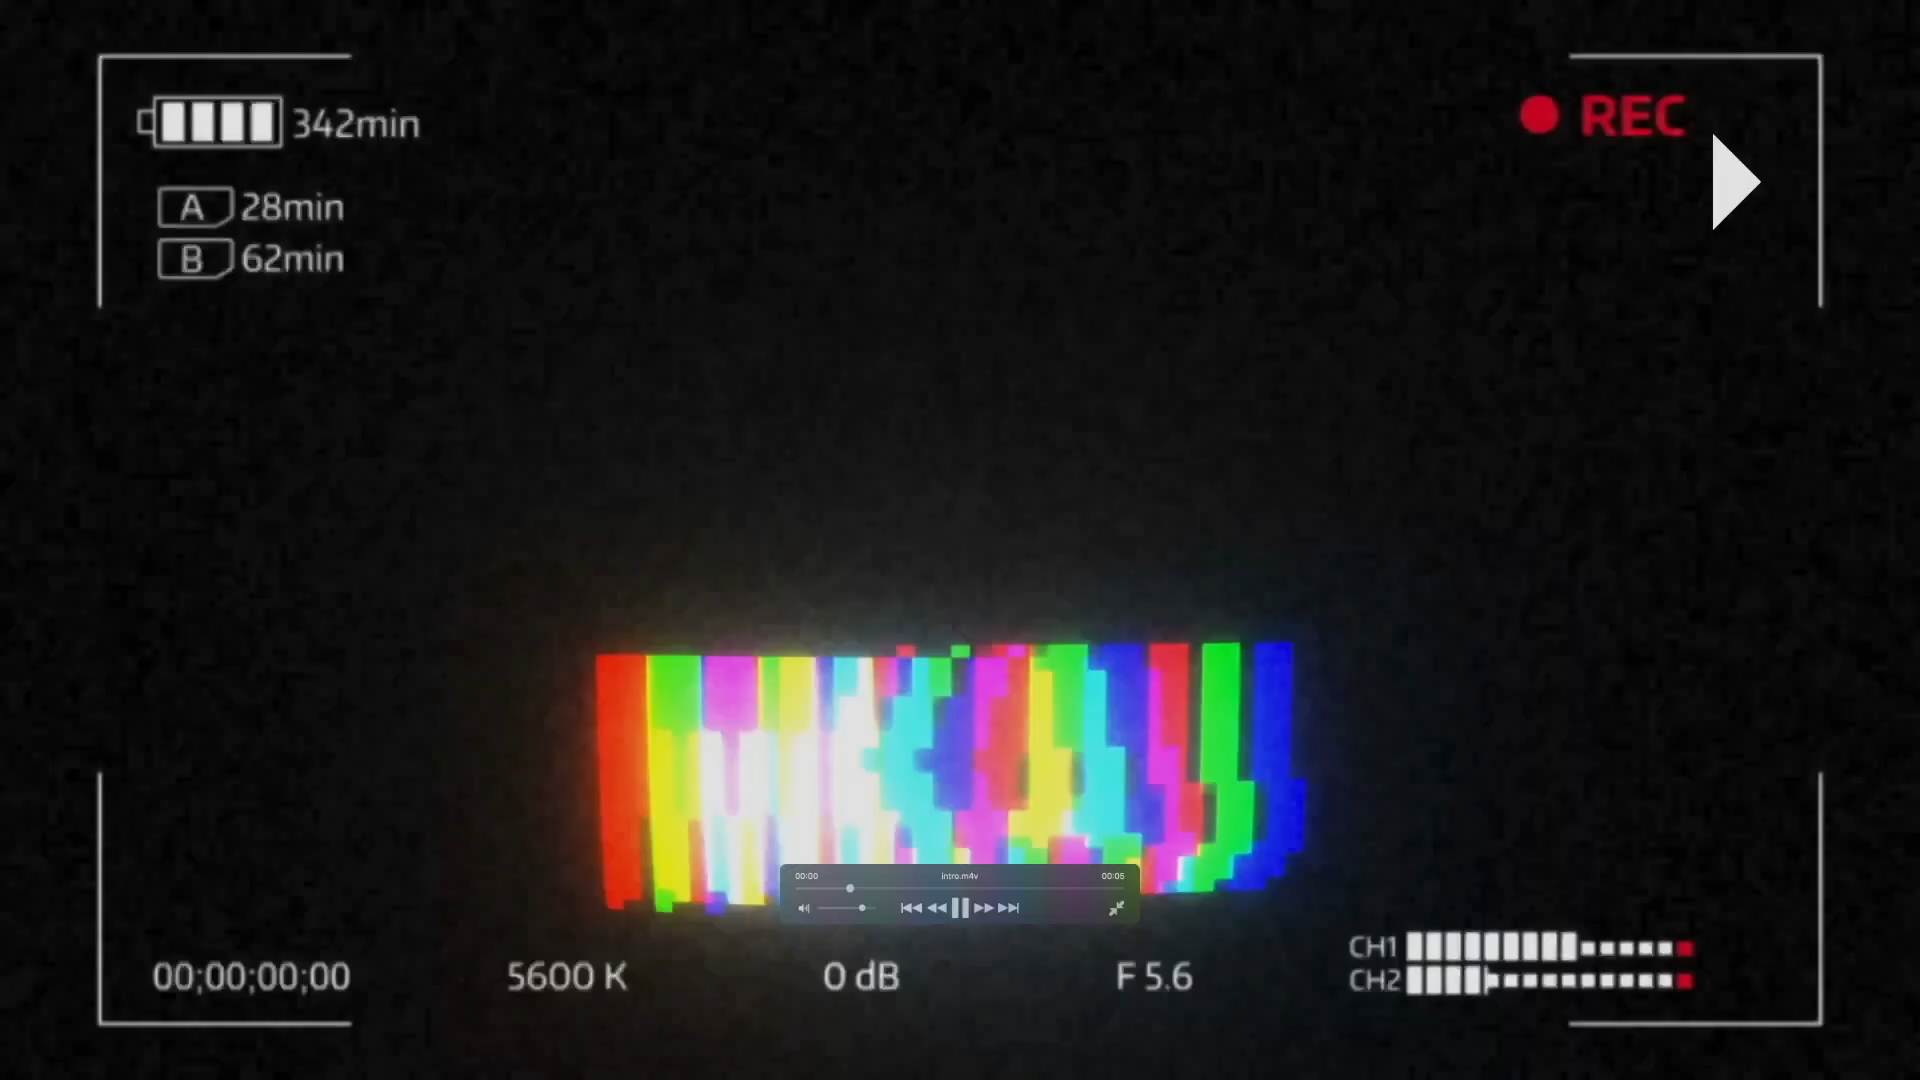 342min
REC
A 28min
B 62min
00:00 intro.m4v 00:05
CH1
CH2
00;00;00;00 5600 K 0 dB F 5.6